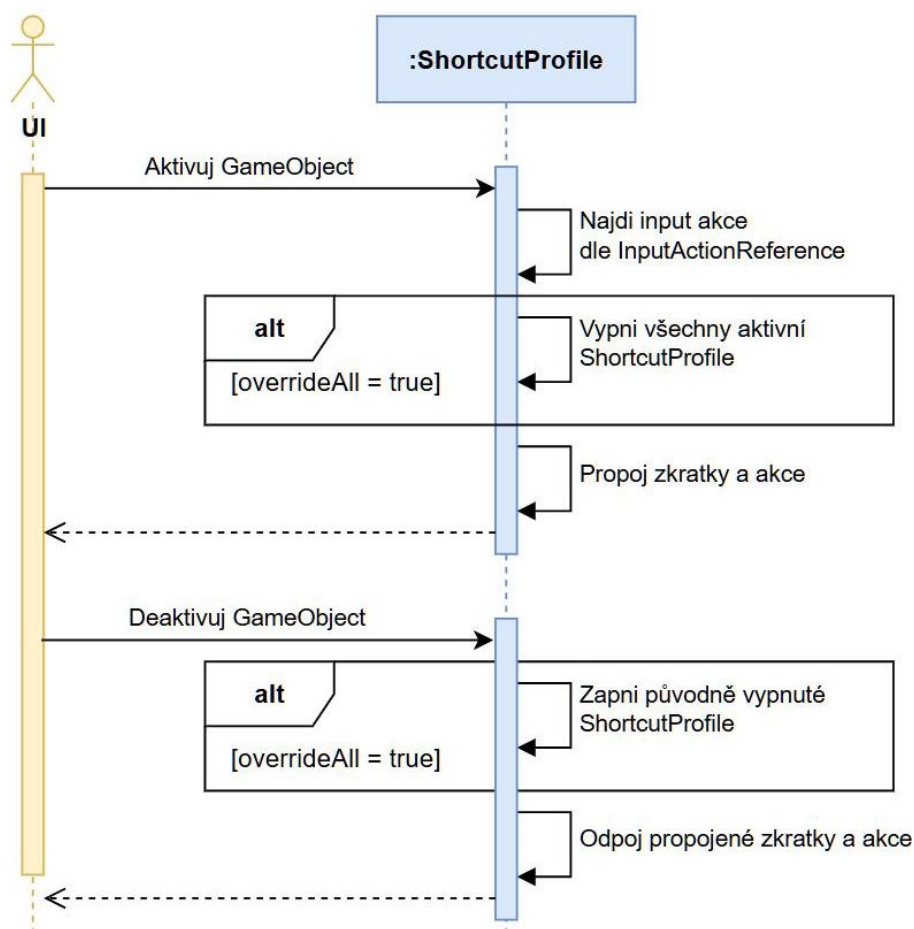 :ShortcutProfile
UI
Aktivuj GameObject
Najdi input akce
dle InputActionReference
alt
Vypni všechny aktivní
ShortcutProfile
[overrideAll = true]
Propoj zkratky a akce
Deaktivuj GameObject
alt
Zapni původně vypnuté
ShortcutProfile
[overrideAll = true]
Odpoj propojené zkratky a akce